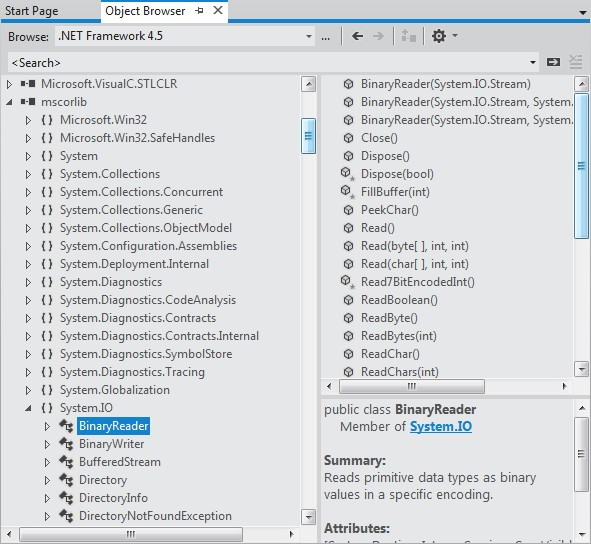 Start Page
Object Browser
Browse: .NET Framework 4.5
...
<Search>
Microsoft.VisualC.STLCLR
mscorlib
{ } Microsoft.Win32
{ } Microsoft.Win32.SafeHandles
{ } System
{ } System.Collections
{ } System.Collections.Concurrent
{ } System.Collections.Generic
{ } System.Collections.ObjectModel
{ } System.Configuration.Assemblies
{ } System.Deployment.Internal
{ } System.Diagnostics
{ } System.Diagnostics.CodeAnalysis
{ } System.Diagnostics.Contracts
{ } System.Diagnostics.Contracts.Internal
{ } System.Diagnostics.SymbolStore
{ } System.Diagnostics.Tracing
{ } System.Globalization
{ } System.IO
BinaryReader
BinaryWriter
BufferedStream
Directory
DirectoryInfo
DirectoryNotFoundException
BinaryReader(System.IO.Stream)
BinaryReader(System.IO.Stream, System.
BinaryReader(System.IO.Stream, System.
Close()
Dispose()
Dispose(bool)
FillBuffer(int)
PeekChar()
Read()
Read(byte[ ], int, int)
Read(char[ ], int, int)
Read7BitEncodedInt()
ReadBoolean()
ReadByte()
ReadBytes(int)
ReadChar()
ReadChars(int)
public class BinaryReader
Member of System.IO
Summary:
Reads primitive data types as binary
values in a specific encoding.
Attributes: